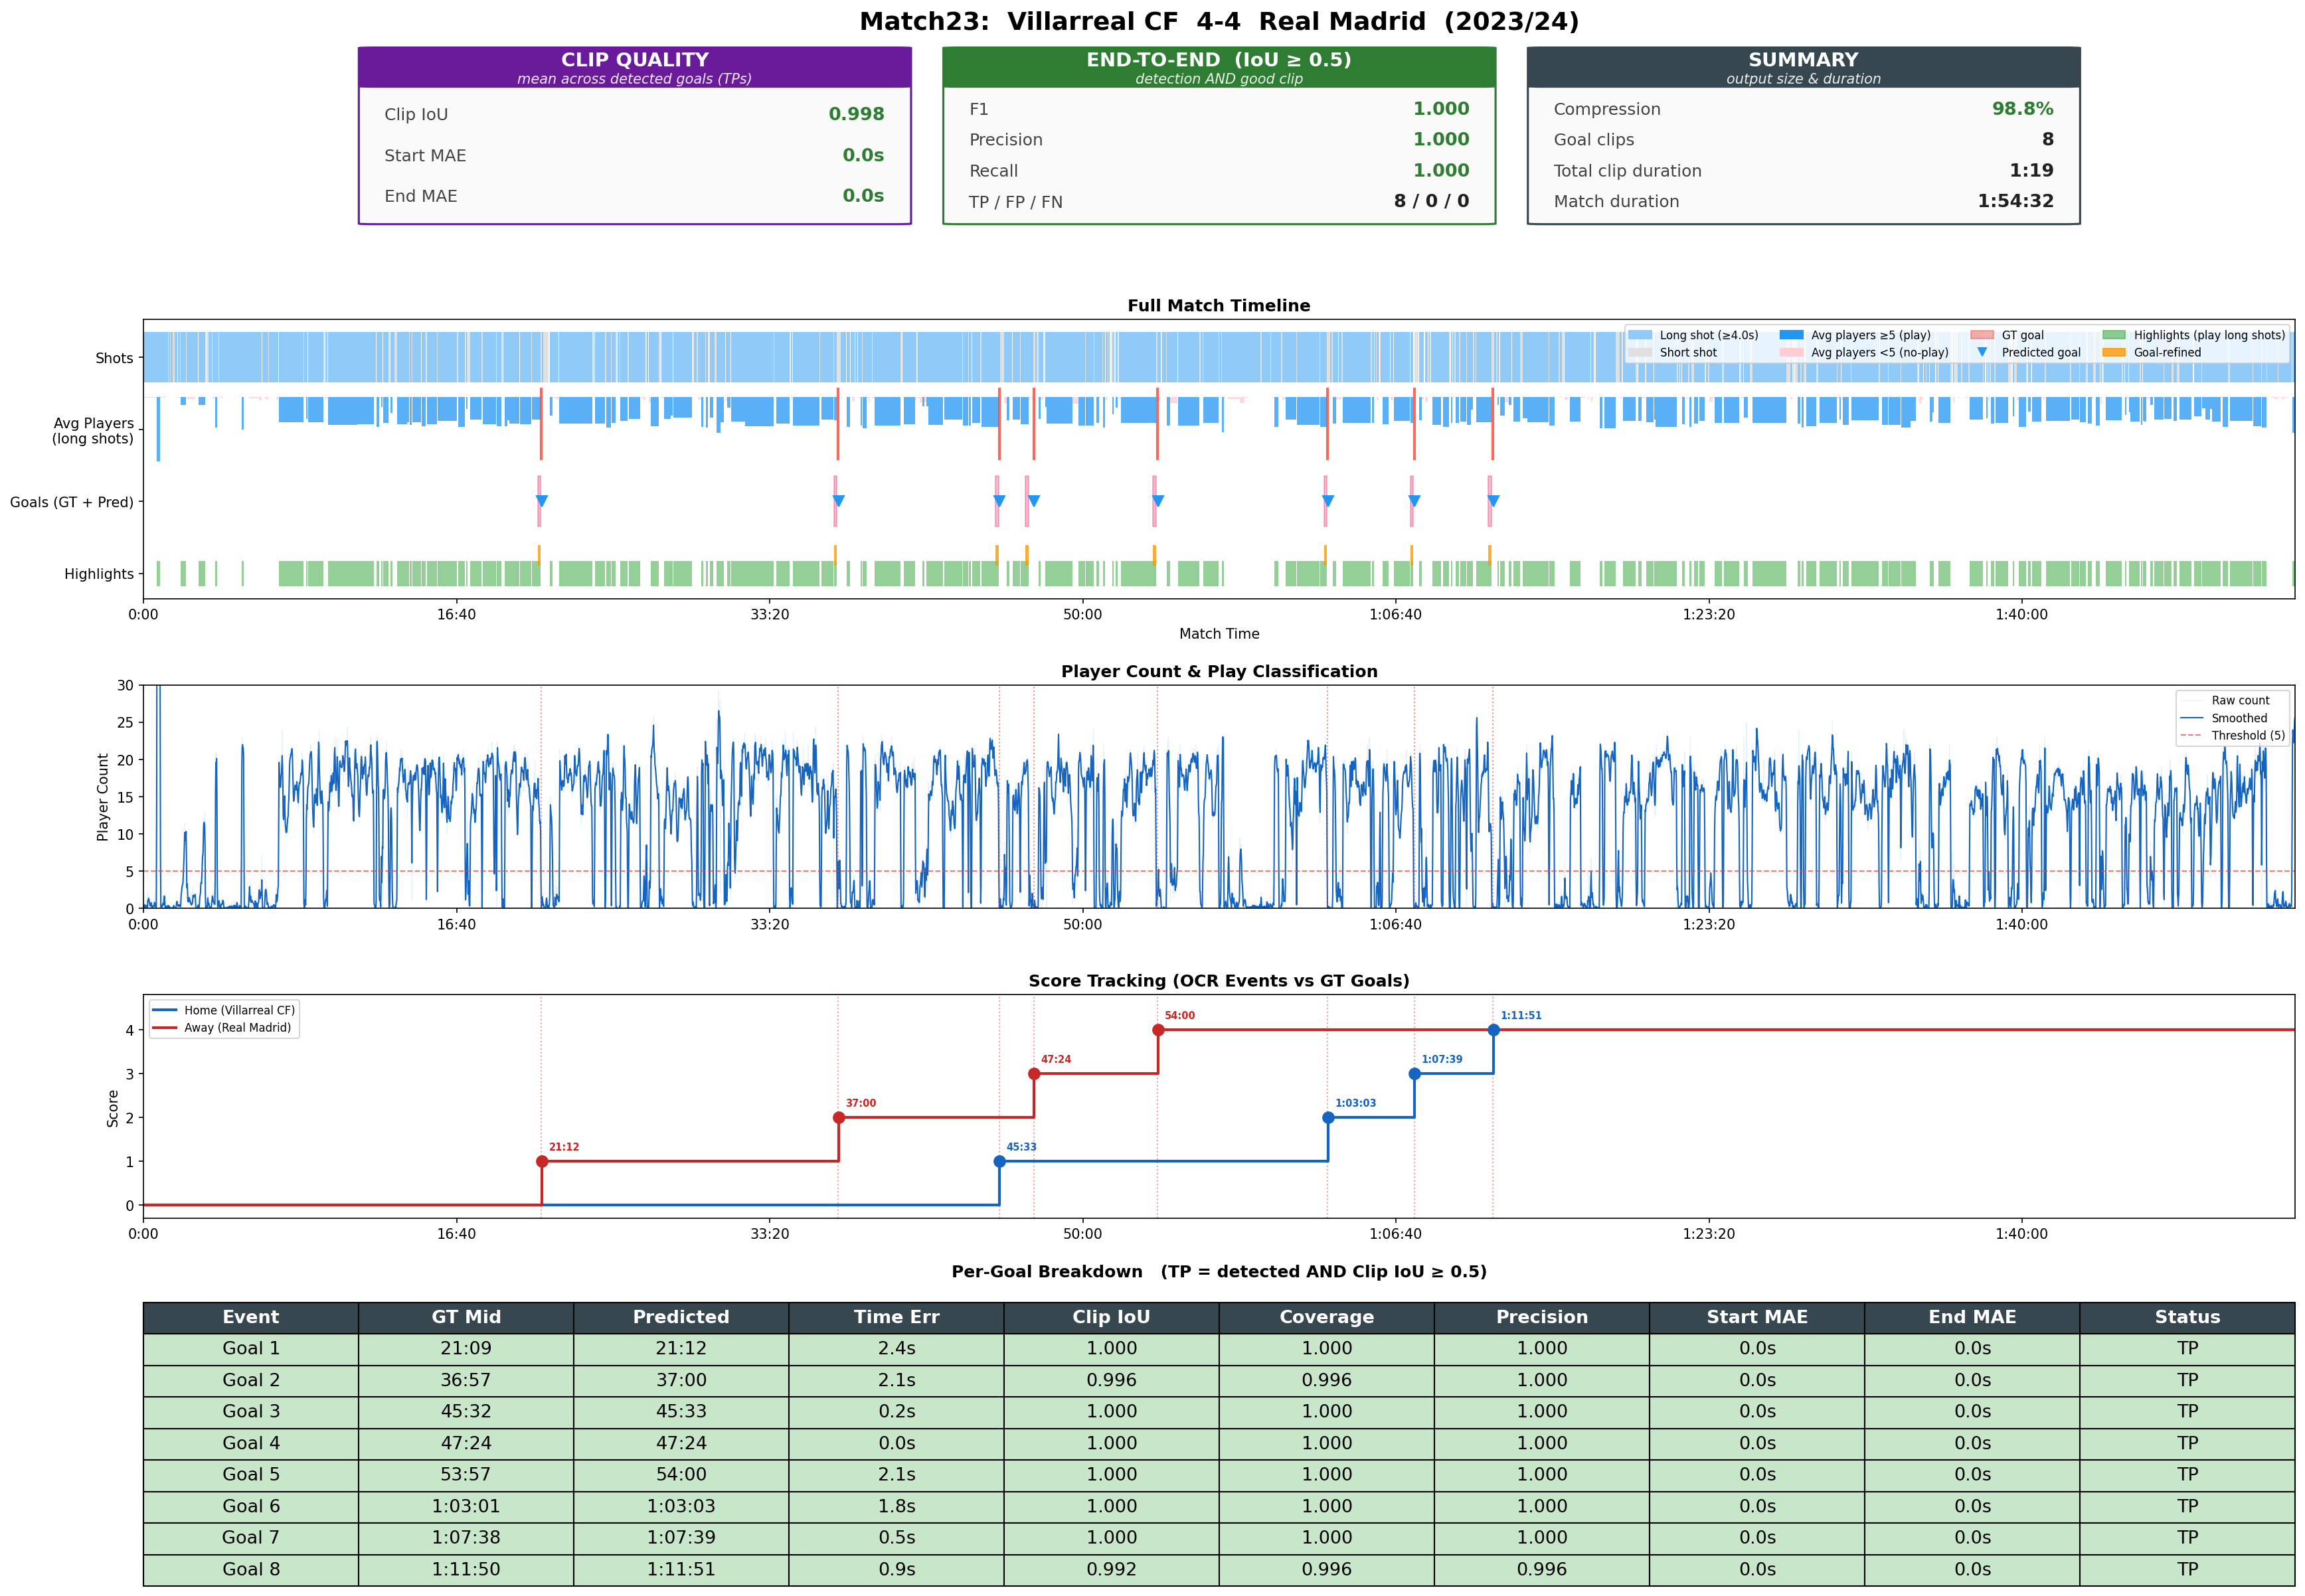 Match23:  Villarreal CF  4-4  Real Madrid  (2023/24)
CLIP QUALITY
mean across detected goals (TPs)
Clip IoU 0.998
Start MAE 0.0s
End MAE 0.0s
END-TO-END  (IoU ≥ 0.5)
detection AND good clip
F1 1.000
Precision 1.000
Recall 1.000
TP / FP / FN 8 / 0 / 0
SUMMARY
output size & duration
Compression 98.8%
Goal clips 8
Total clip duration 1:19
Match duration 1:54:32
Full Match Timeline
Long shot (≥4.0s) Avg players ≥5 (play) GT goal Highlights (play long shots)
Short shot Avg players <5 (no-play) Predicted goal Goal-refined
Shots
Avg Players
(long shots)
Goals (GT + Pred)
Highlights
0:00 16:40 33:20 50:00 1:06:40 1:23:20 1:40:00
Match Time
Player Count & Play Classification
Raw count
Smoothed
Threshold (5)
Player Count
30
25
20
15
10
5
0
0:00 16:40 33:20 50:00 1:06:40 1:23:20 1:40:00
Score Tracking (OCR Events vs GT Goals)
Home (Villarreal CF)
Away (Real Madrid)
Score
4
3
2
1
0
54:00 1:11:51
47:24 1:07:39
37:00 1:03:03
21:12 45:33
0:00 16:40 33:20 50:00 1:06:40 1:23:20 1:40:00
Per-Goal Breakdown   (TP = detected AND Clip IoU ≥ 0.5)
Event GT Mid Predicted Time Err Clip IoU Coverage Precision Start MAE End MAE Status
Goal 1 21:09 21:12 2.4s 1.000 1.000 1.000 0.0s 0.0s TP
Goal 2 36:57 37:00 2.1s 0.996 0.996 1.000 0.0s 0.0s TP
Goal 3 45:32 45:33 0.2s 1.000 1.000 1.000 0.0s 0.0s TP
Goal 4 47:24 47:24 0.0s 1.000 1.000 1.000 0.0s 0.0s TP
Goal 5 53:57 54:00 2.1s 1.000 1.000 1.000 0.0s 0.0s TP
Goal 6 1:03:01 1:03:03 1.8s 1.000 1.000 1.000 0.0s 0.0s TP
Goal 7 1:07:38 1:07:39 0.5s 1.000 1.000 1.000 0.0s 0.0s TP
Goal 8 1:11:50 1:11:51 0.9s 0.992 0.996 0.996 0.0s 0.0s TP